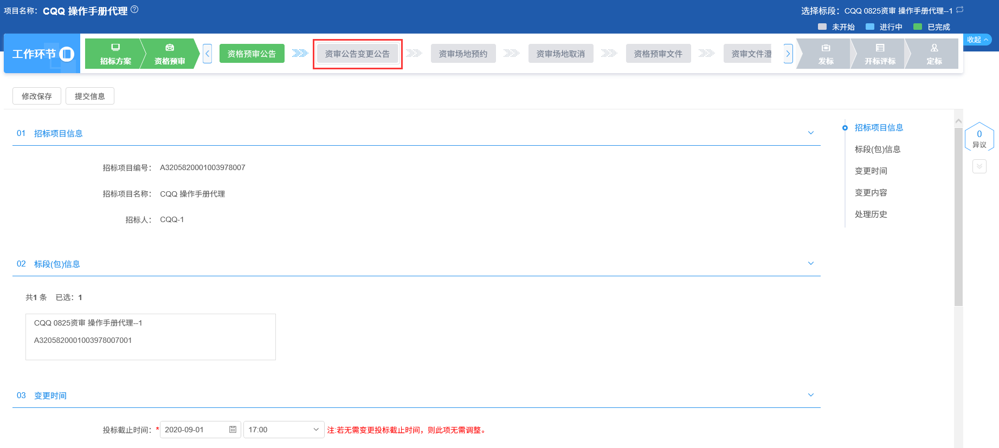 项目名称：CQQ 操作手册代理
选择标段：CQQ 0825资审 操作手册代理--1
未开始 进行中 已完成
工作环节
招标方案
资格预审
资格预审公告
资审公告变更公告
资审场地预约
资审场地取消
资格预审文件
资审文件澄
发标
开标评标
定标
收起
修改保存 提交信息
01 招标项目信息
招标项目编号： A3205820001003978007
招标项目名称： CQQ 操作手册代理
招标人： CQQ-1
02 标段(包)信息
共1 条 已选：1
CQQ 0825资审 操作手册代理--1
A3205820001003978007001
03 变更时间
投标截止时间：* 2020-09-01 17:00 注:若无需变更投标截止时间，则此项无需调整。
招标项目信息
标段(包)信息
变更时间
变更内容
处理历史
0
异议